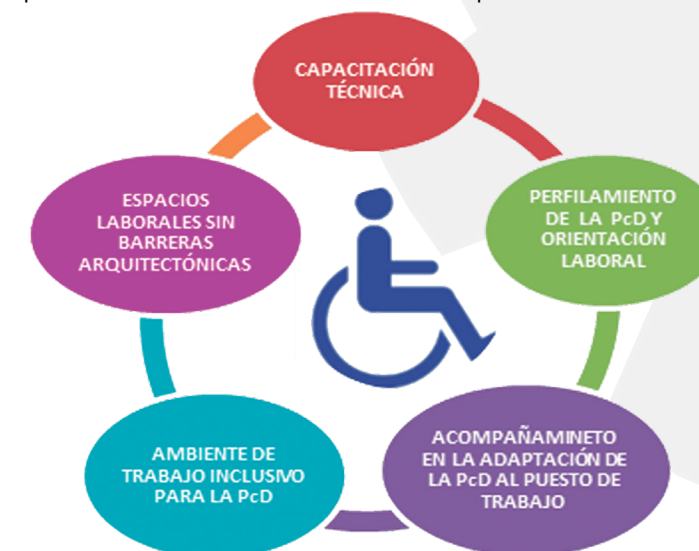 CAPACITACIÓN
TÉCNICA
PERFILAMIENTO
DE LA PcD Y
ORIENTACIÓN
LABORAL
ACOMPAÑAMINETO
EN LA ADAPTACIÓN DE
LA PcD AL PUESTO DE
TRABAJO
AMBIENTE DE
TRABAJO INCLUSIVO
PARA LA PcD
ESPACIOS
LABORALES SIN
BARRERAS
ARQUITECTÓNICAS